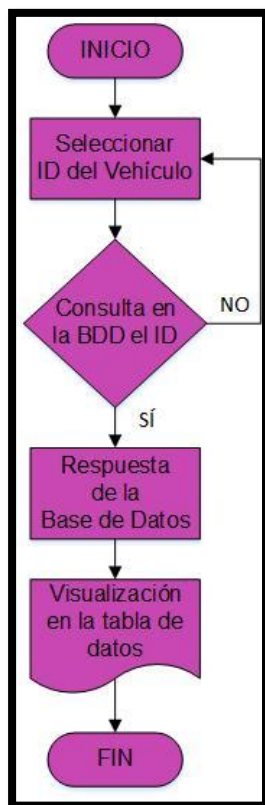 INICIO
Seleccionar
ID del Vehículo
Consulta en
la BDD el ID
NO
SÍ
Respuesta
de la
Base de Datos
Visualización
en la tabla de
datos
FIN